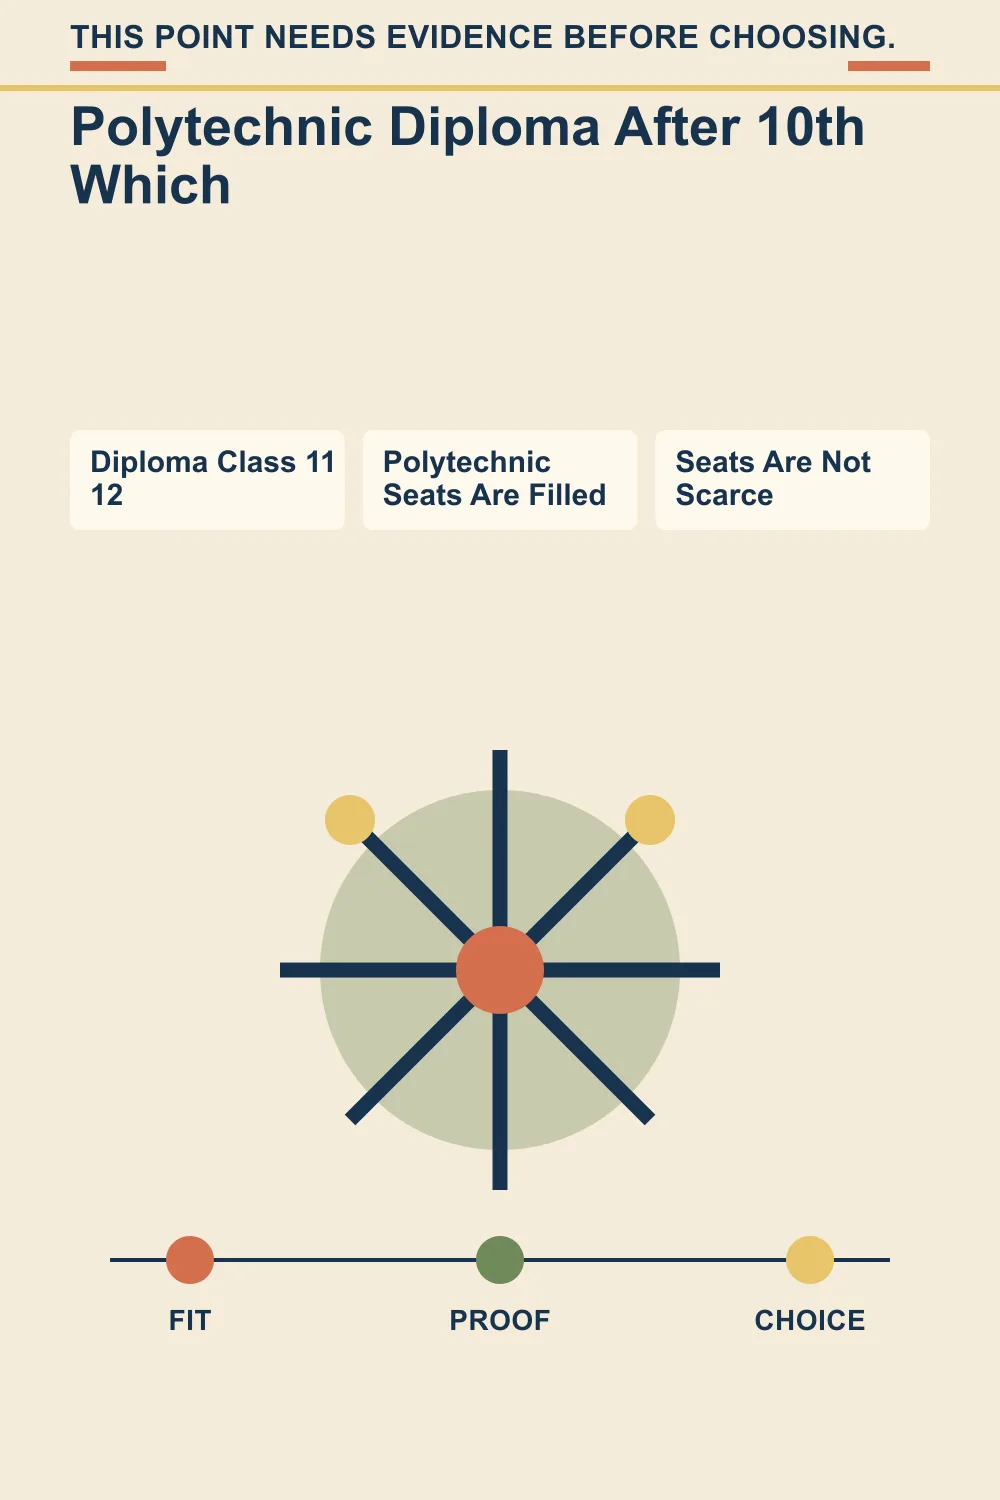 THIS POINT NEEDS EVIDENCE BEFORE CHOOSING.
Polytechnic Diploma After 10th
Which
Diploma Class 11
12
Polytechnic
Seats Are Filled
Seats Are Not
Scarce
FIT
PROOF
CHOICE